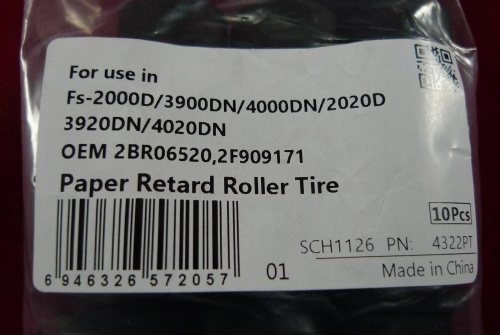 For use in
Fs-2000D/3900DN/4000DN/2020D
3920DN/4020DN
OEM 2BR06520,2F909171
Paper Retard Roller Tire
10Pcs
SCH1126 PN: 4322PT
6 946326 572057 01
Made in China